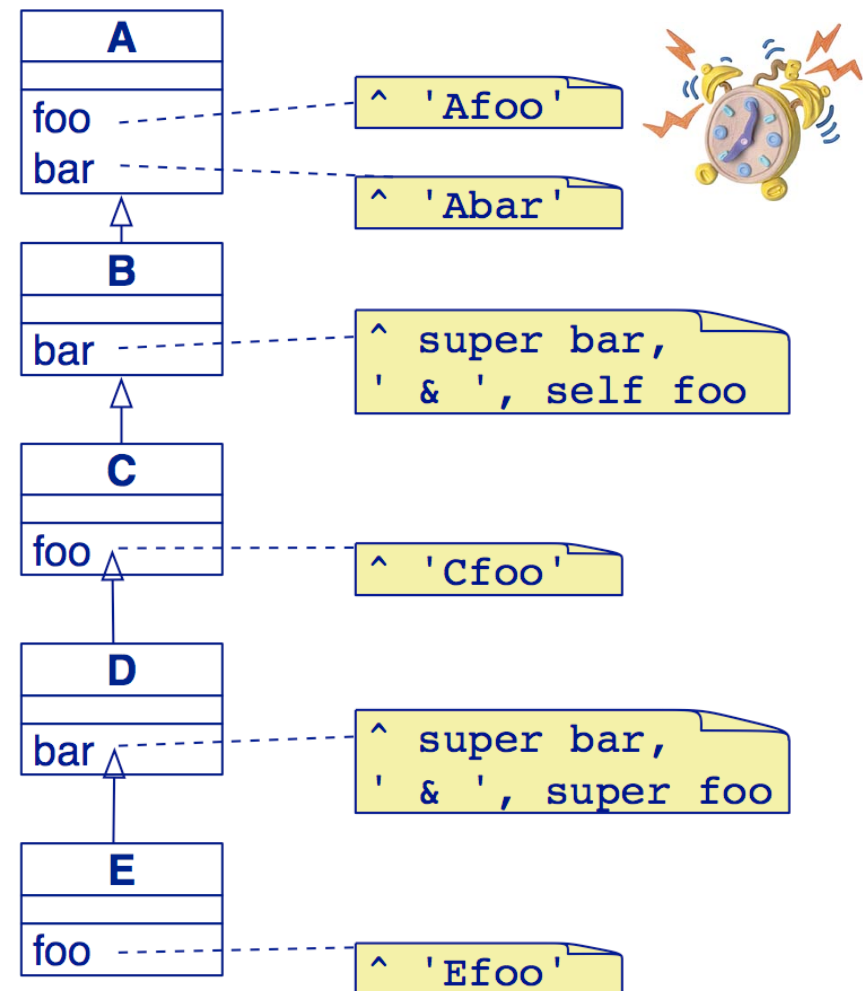 A
foo
bar
^ 'Afoo'
^ 'Abar'
B
bar
^ super bar,
' & ', self foo
C
foo
^ 'Cfoo'
D
bar
^ super bar,
' & ', super foo
E
foo
^ 'Efoo'